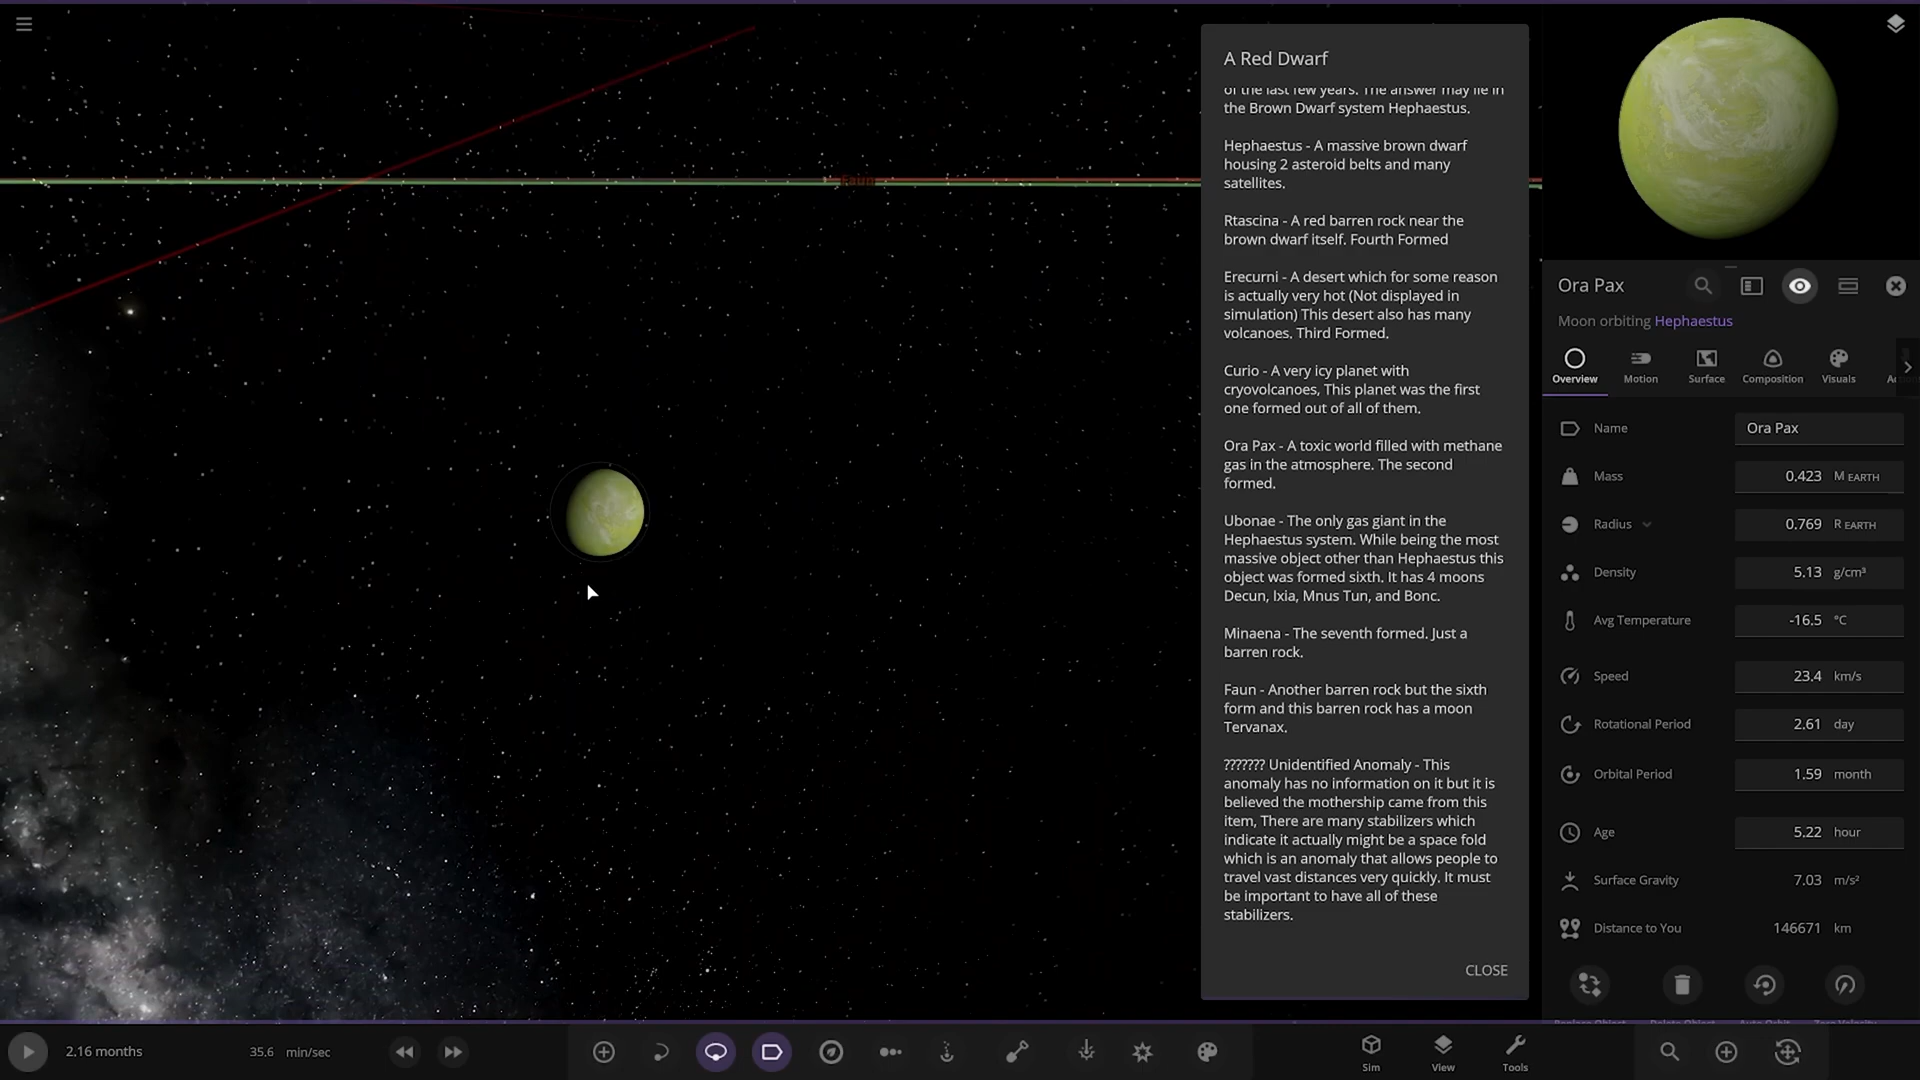 A Red Dwarf
of the last few years. The answer may lie in
the Brown Dwarf system Hephaestus.
Hephaestus - A massive brown dwarf
housing 2 asteroid belts and many
satellites.
Rtascina - A red barren rock near the
brown dwarf itself. Fourth Formed
Erecurni - A desert which for some reason
is actually very hot (Not displayed in
simulation) This desert also has many
volcanoes. Third Formed.
Curio - A very icy planet with
cryovolcanoes, This planet was the first
one formed out of all of them.
Ora Pax - A toxic world filled with methane
gas in the atmosphere. The second
formed.
Ubonae - The only gas giant in the
Hephaestus system. While being the most
massive object other than Hephaestus this
object was formed sixth. It has 4 moons
Decun, Ixia, Mnus Tun, and Bonc.
Minaena - The seventh formed. Just a
barren rock.
Faun - Another barren rock but the sixth
form and this barren rock has a moon
Tervanax.
??????? Unidentified Anomaly - This
anomaly has no information on it but it is
believed the mothership came from this
item, There are many stabilizers which
indicate it actually might be a space fold
which is an anomaly that allows people to
travel vast distances very quickly. It must
be important to have all of these
stabilizers.
CLOSE
Faun
Ora Pax
Moon orbiting Hephaestus
Overview Motion Surface Composition Visuals
Name Ora Pax
Mass 0.423 M EARTH
Radius 0.769 R EARTH
Density 5.13 g/cm³
Avg Temperature -16.5 °C
Speed 23.4 km/s
Rotational Period 2.61 day
Orbital Period 1.59 month
Age 5.22 hour
Surface Gravity 7.03 m/s²
Distance to You 146671 km
2.16 months 35.6 min/sec
Sim View Tools